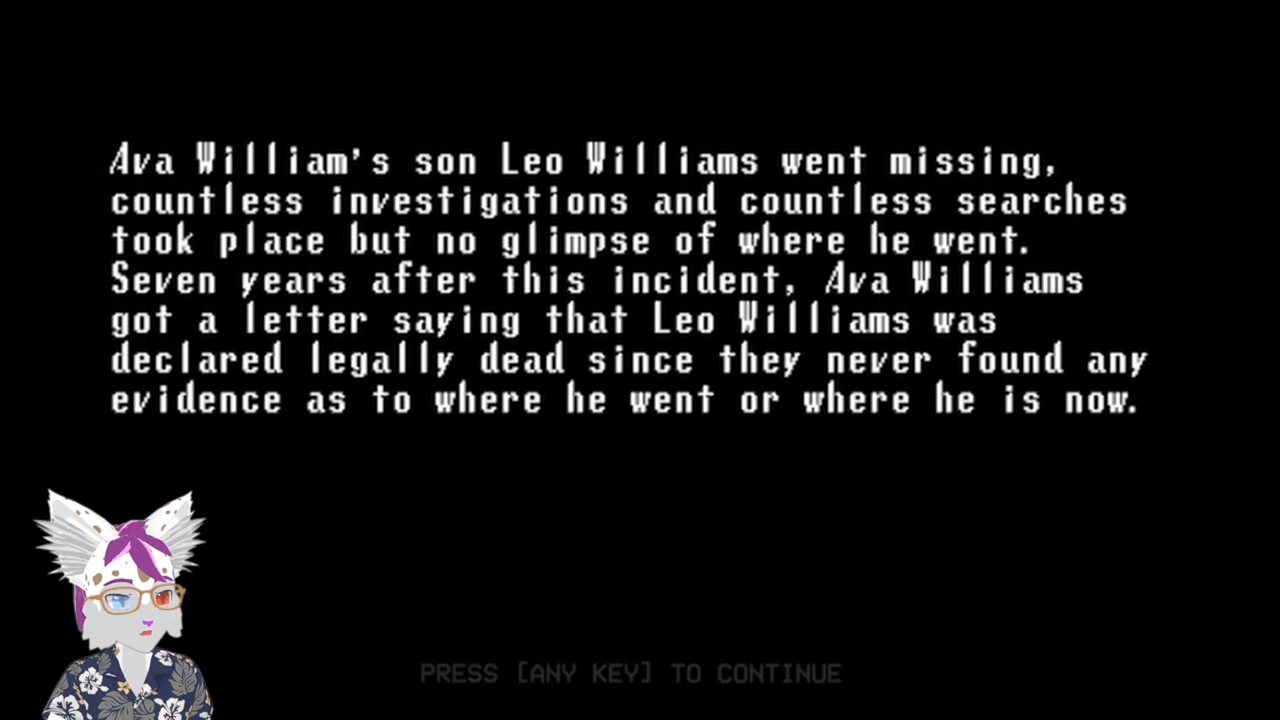 Ava William's son Leo Williams went missing,
countless investigations and countless searches
took place but no glimpse of where he went.
Seven years after this incident, Ava Williams
got a letter saying that Leo Williams was
declared legally dead since they never found any
evidence as to where he went or where he is now.
PRESS [ANY KEY] TO CONTINUE